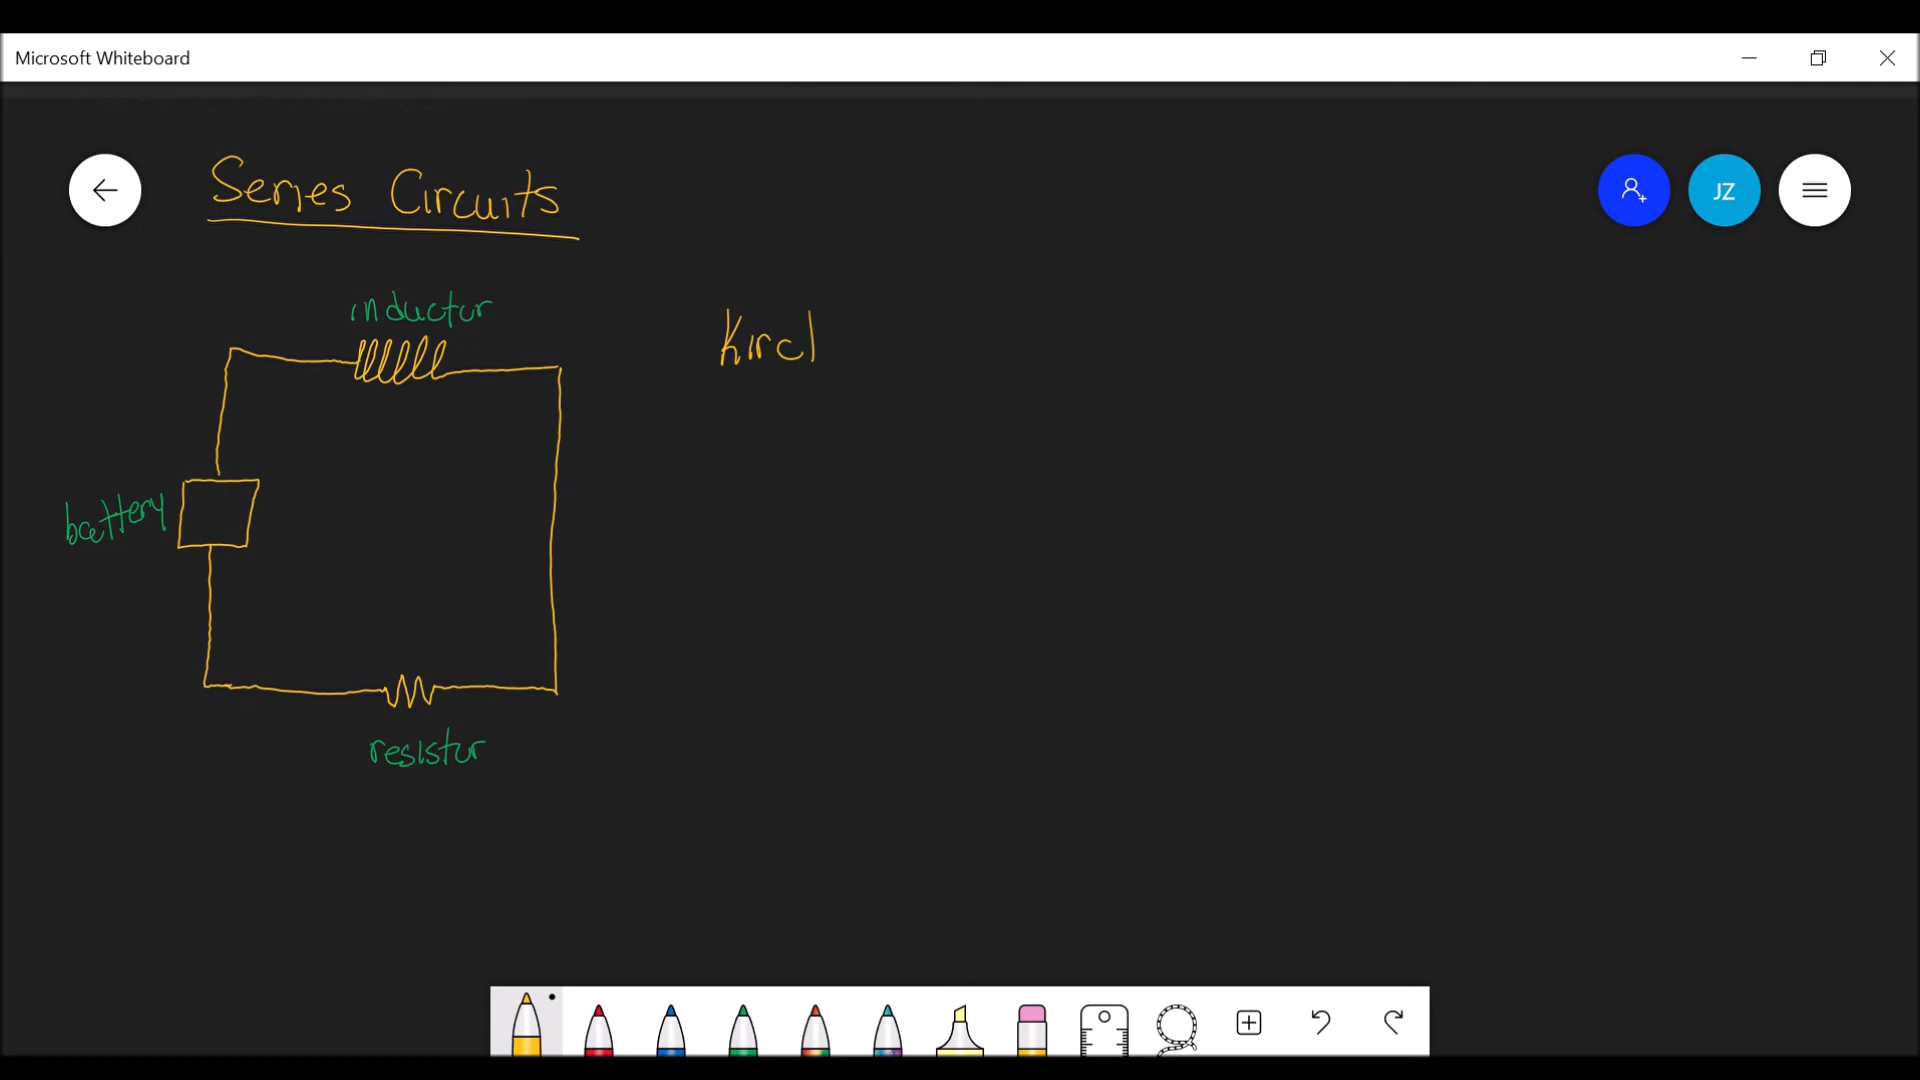 Microsoft Whiteboard
Series Circuits
JZ
inductor
Kircl
battery
resistor